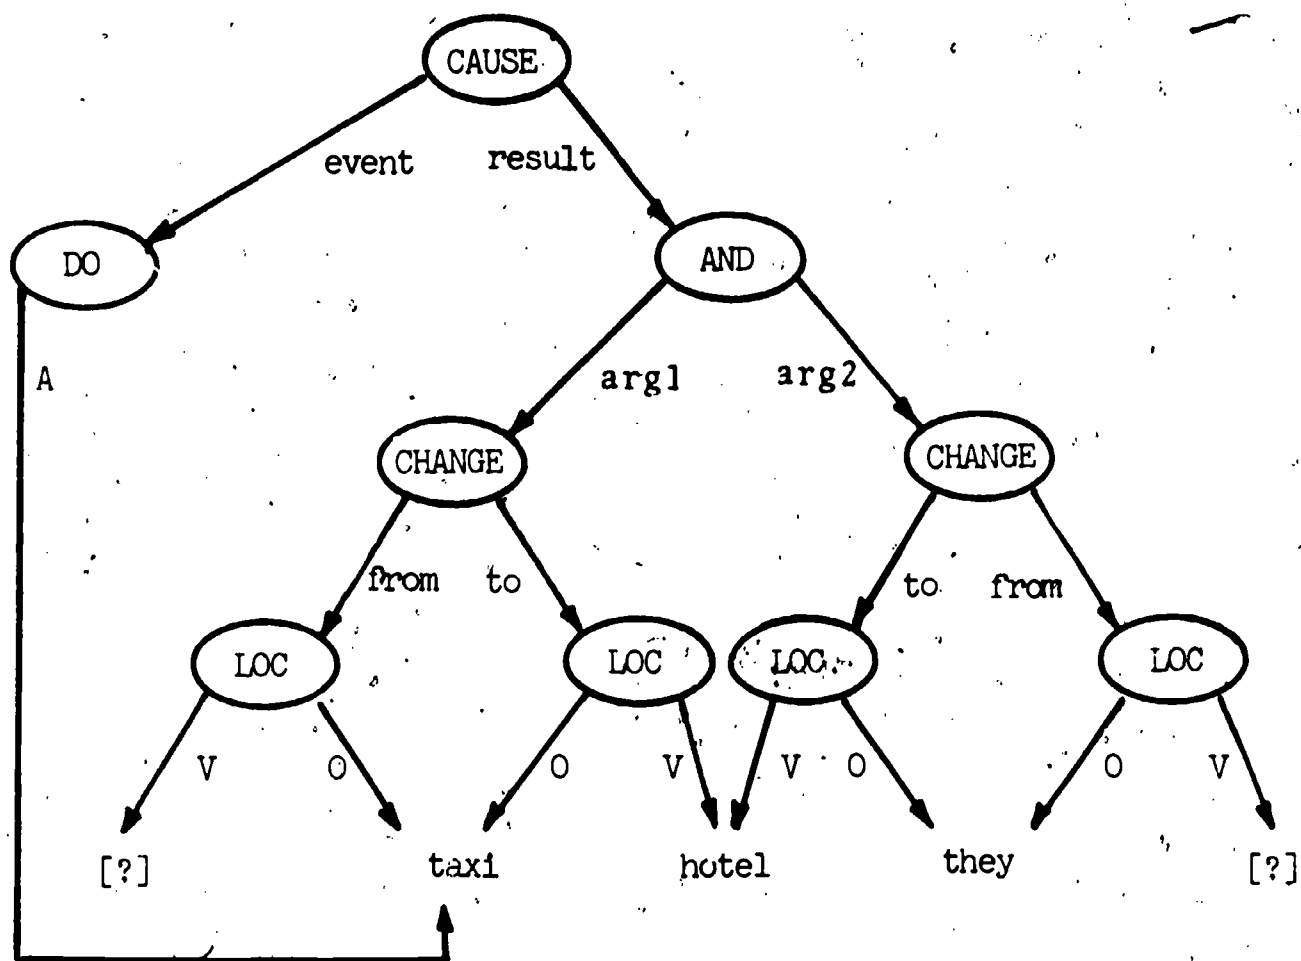 CAUSE
event result
DO AND
A arg1 arg2
CHANGE CHANGE
from to to from
LOC LOC LOC LOC
V O O V V O O V
[?] taxi hotel they [?]